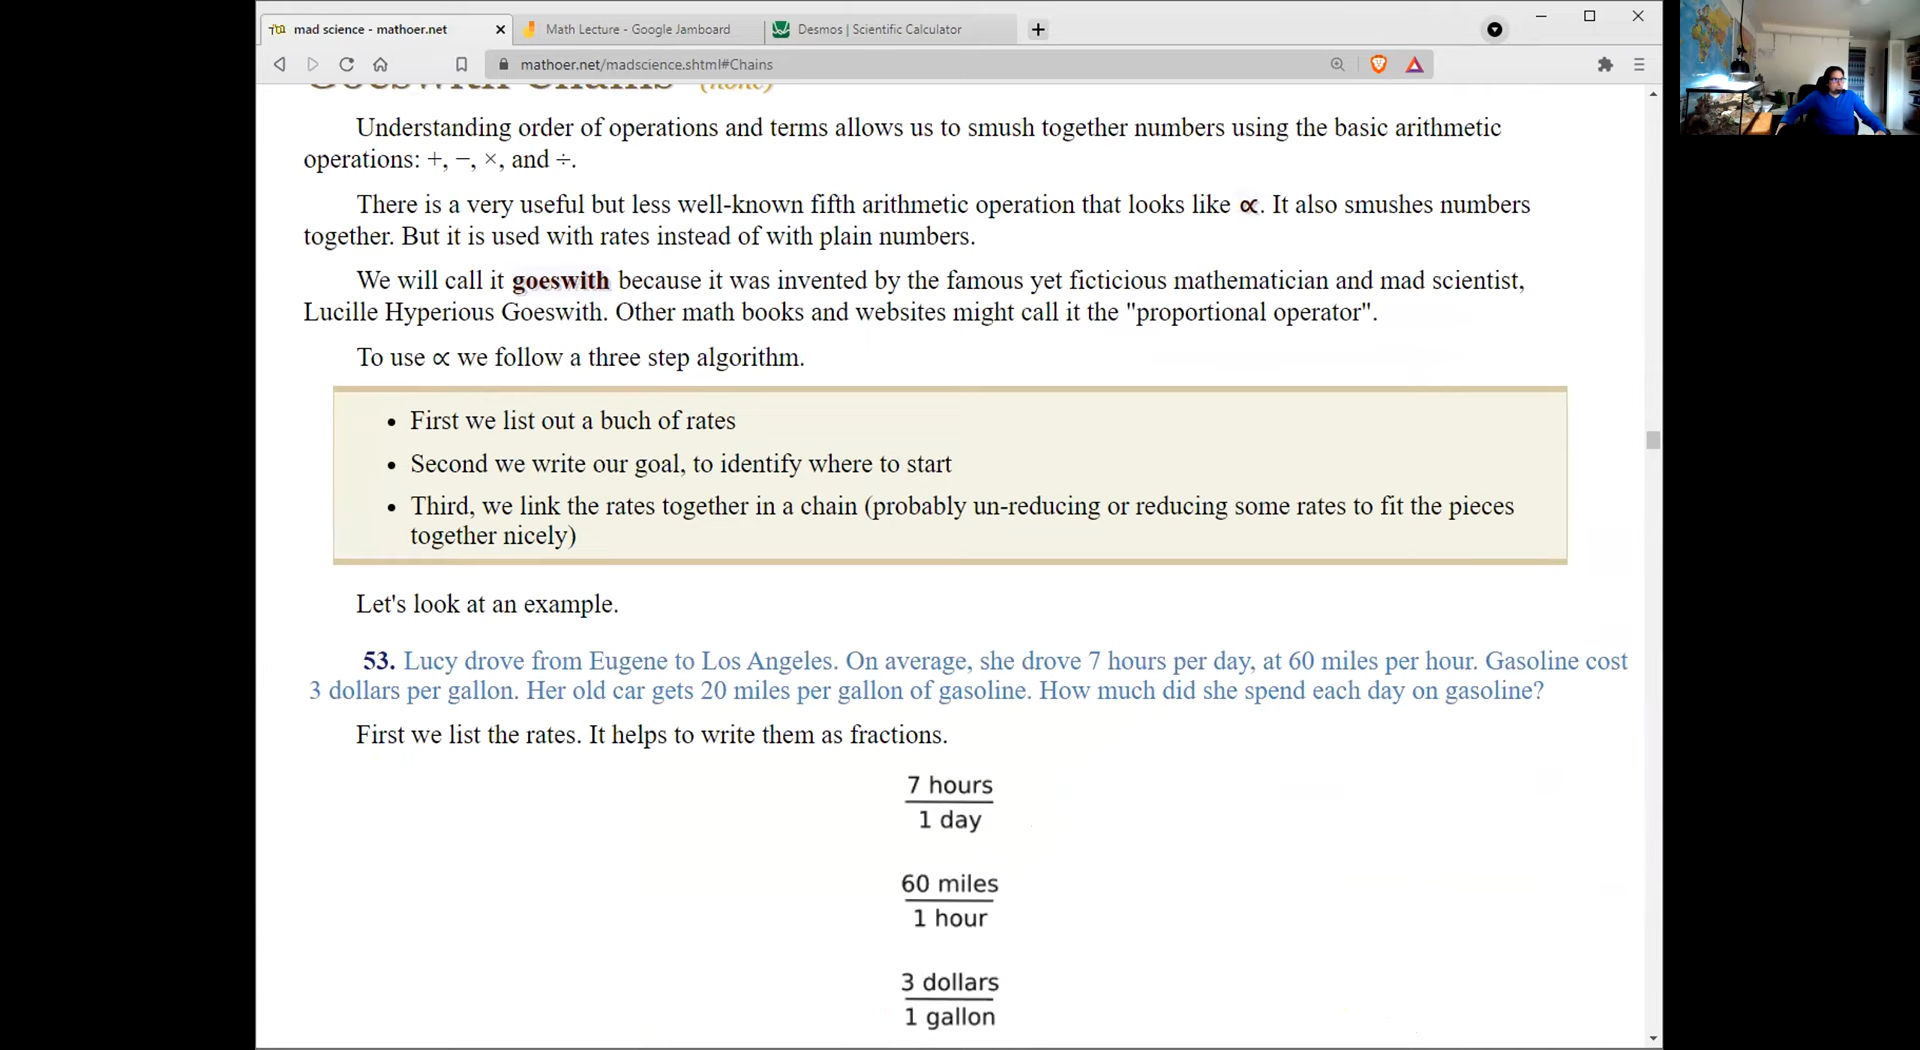 mad science - mathoer.net
Math Lecture - Google Jamboard
Desmos | Scientific Calculator
mathoer.net/madscience.shtml#Chains
Goeswith Chains (none)
Understanding order of operations and terms allows us to smush together numbers using the basic arithmetic
operations: +, −, ×, and ÷.
There is a very useful but less well-known fifth arithmetic operation that looks like ∝. It also smushes numbers
together. But it is used with rates instead of with plain numbers.
We will call it goeswith because it was invented by the famous yet ficticious mathematician and mad scientist,
Lucille Hyperious Goeswith. Other math books and websites might call it the "proportional operator".
To use ∝ we follow a three step algorithm.
• First we list out a buch of rates
• Second we write our goal, to identify where to start
• Third, we link the rates together in a chain (probably un-reducing or reducing some rates to fit the pieces
together nicely)
Let's look at an example.
53. Lucy drove from Eugene to Los Angeles. On average, she drove 7 hours per day, at 60 miles per hour. Gasoline cost
3 dollars per gallon. Her old car gets 20 miles per gallon of gasoline. How much did she spend each day on gasoline?
First we list the rates. It helps to write them as fractions.
7 hours
1 day
60 miles
1 hour
3 dollars
1 gallon